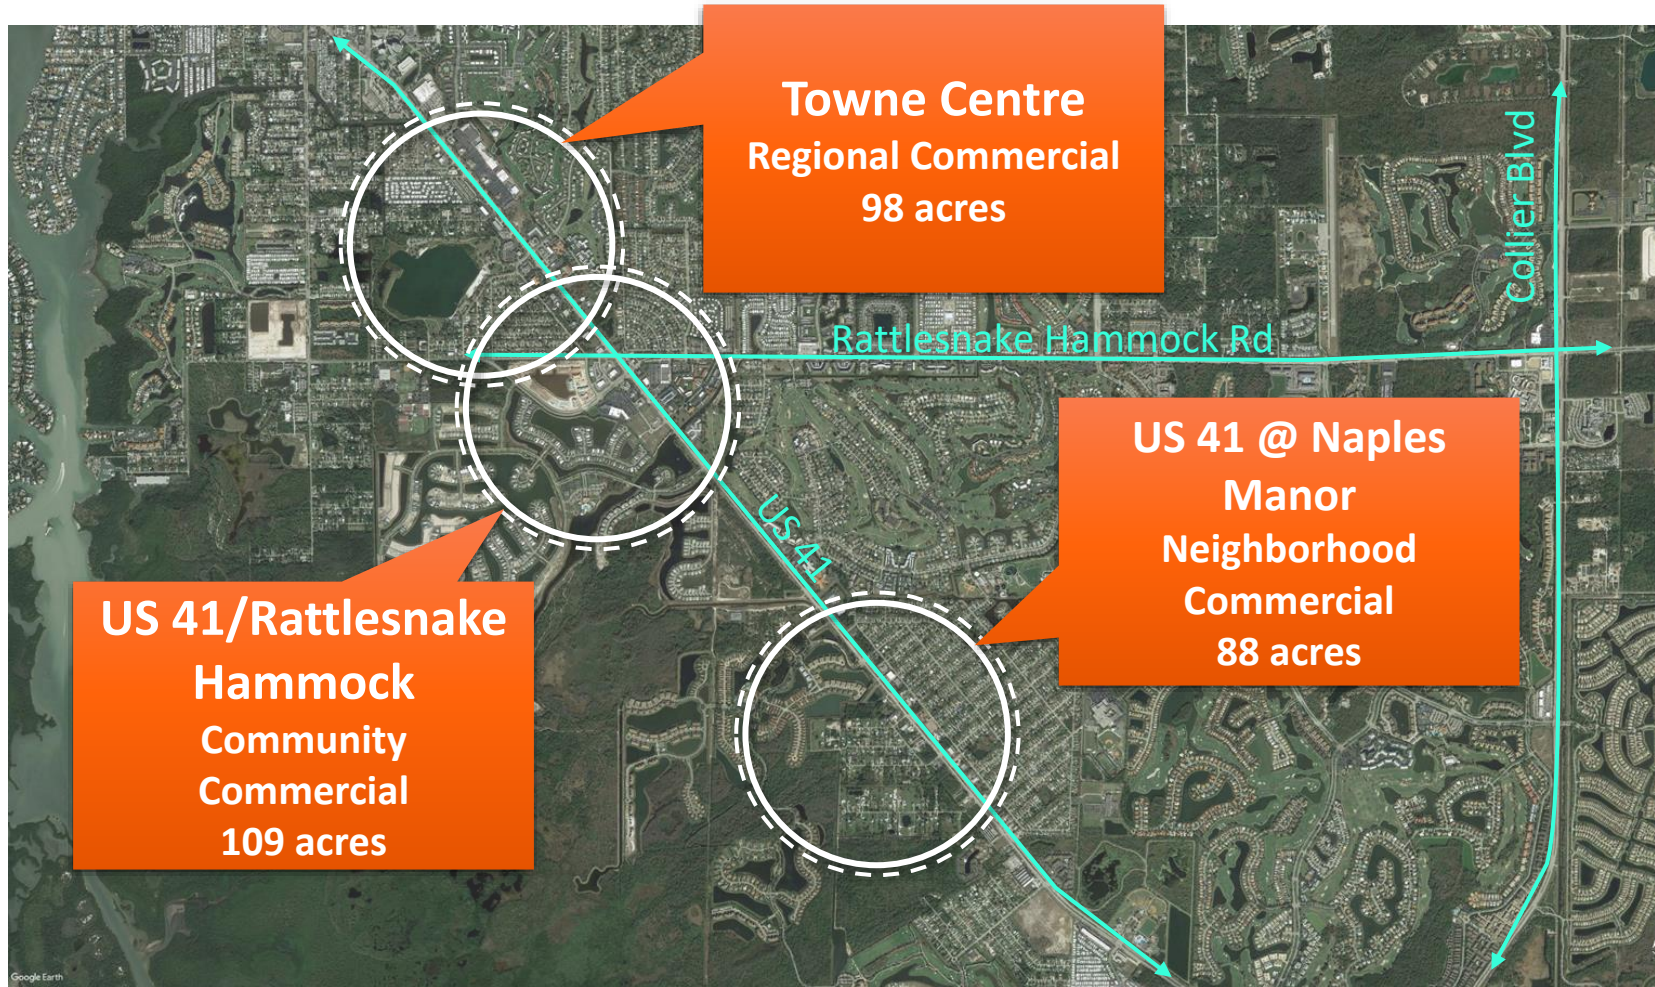 Towne Centre
Regional Commercial
98 acres
Collier Blvd
Rattlesnake Hammock Rd
US 41 @ Naples
Manor
Neighborhood
Commercial
88 acres
US 41
US 41/Rattlesnake
Hammock
Community
Commercial
109 acres
Google Earth